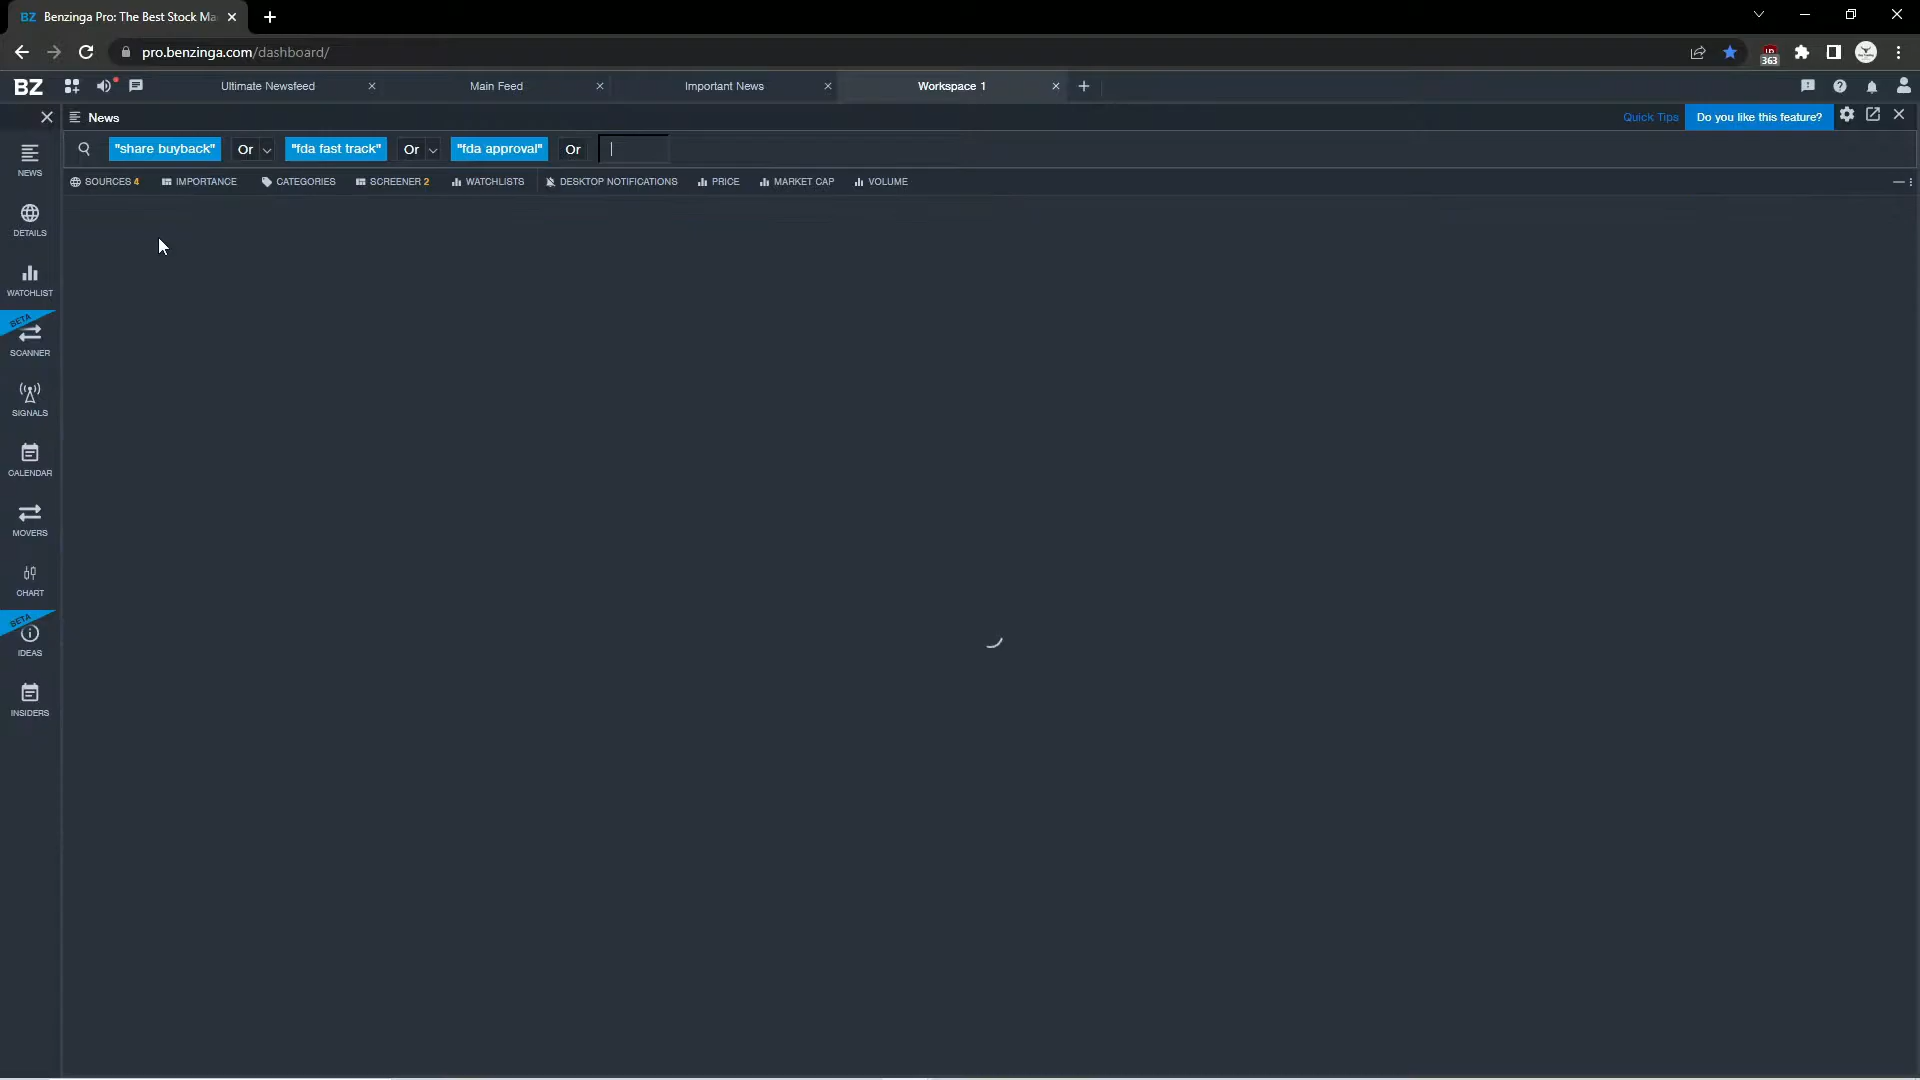 BZ Benzinga Pro: The Best Stock Ma
pro.benzinga.com/dashboard/
363
BZ Ultimate Newsfeed Main Feed Important News Workspace 1
News Quick Tips Do you like this feature?
"share buyback" Or "fda fast track" Or "fda approval" Or
SOURCES 4 IMPORTANCE CATEGORIES SCREENER 2 WATCHLISTS DESKTOP NOTIFICATIONS PRICE MARKET CAP VOLUME
NEWS
DETAILS
WATCHLIST
BETA
SCANNER
SIGNALS
CALENDAR
MOVERS
CHART
BETA
IDEAS
INSIDERS